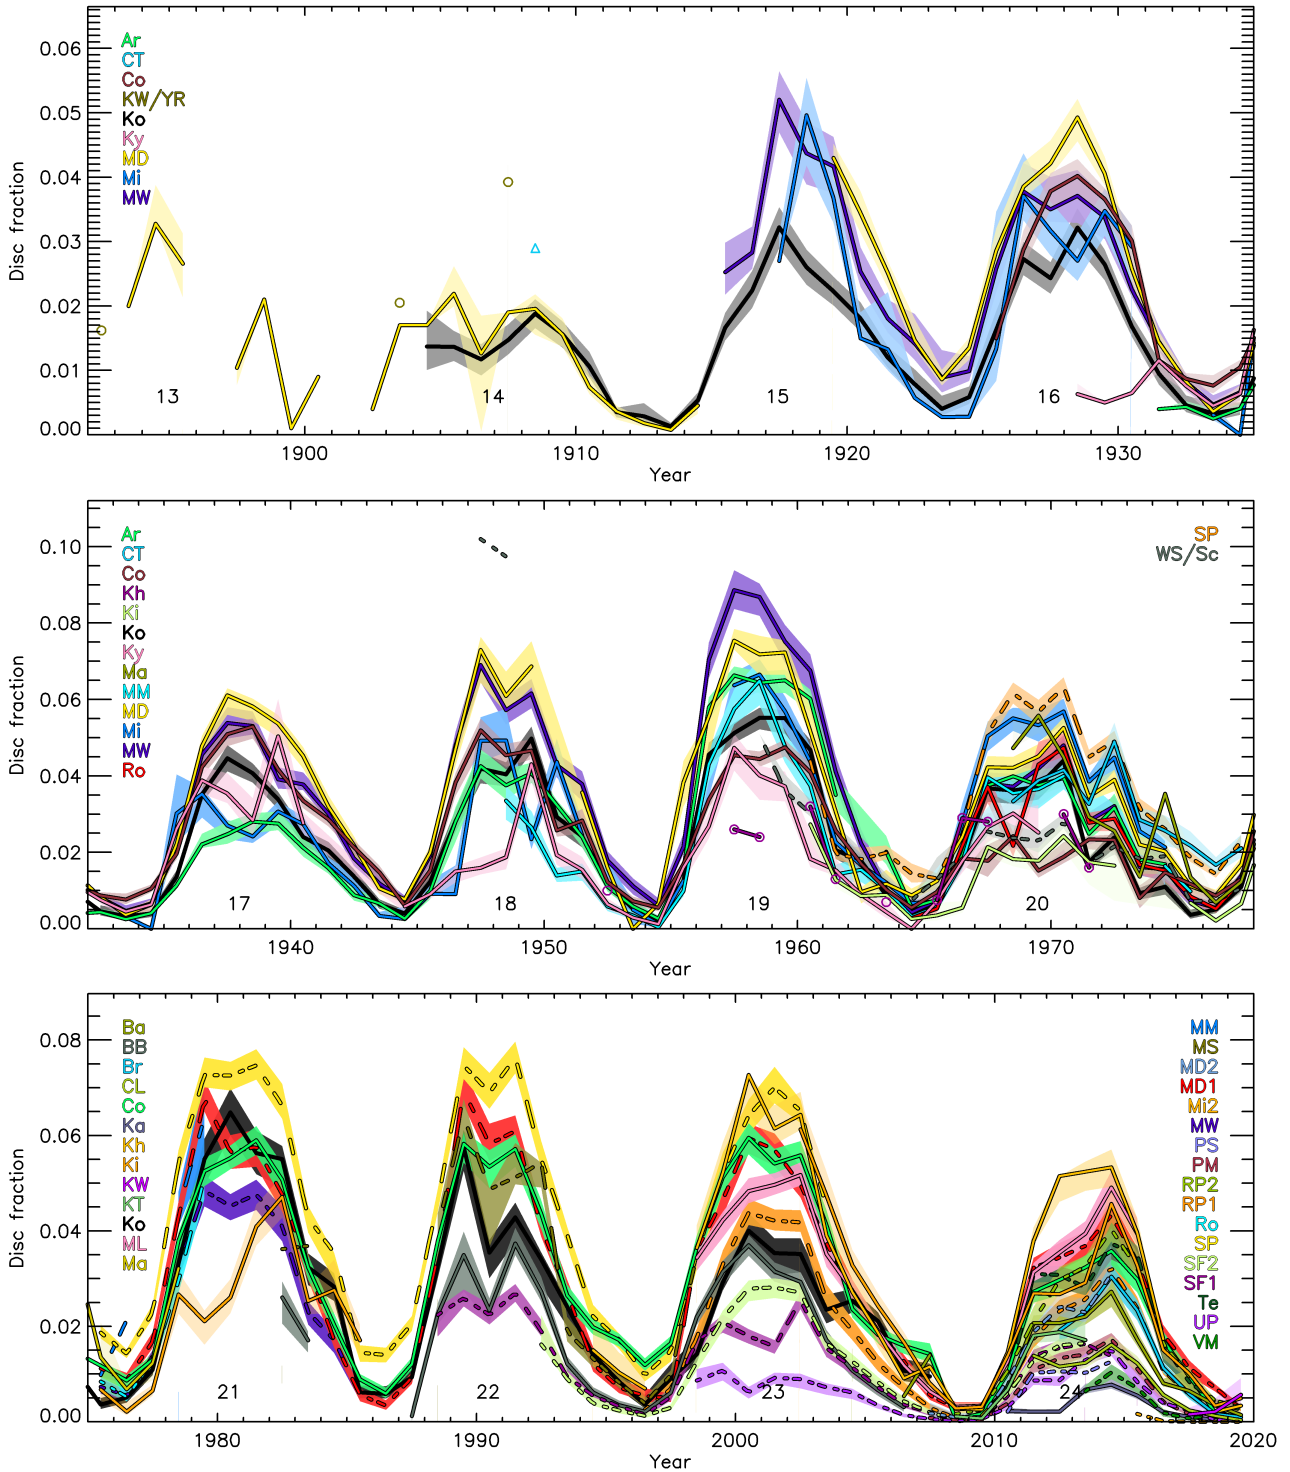 0.06
0.05
0.04
0.03
0.02
0.01
0.00
Disc fraction
Ar
CT
Co
KW/YR
Ko
Ky
MD
Mi
MW
13
14
15
16
1900
1910
1920
1930
Year
0.10
0.08
0.06
0.04
0.02
0.00
Disc fraction
Ar
CT
Co
Kh
Ki
Ko
Ky
Ma
MM
MD
Mi
MW
Ro
SP
WS/Sc
17
18
19
20
1940
1950
1960
1970
Year
0.08
0.06
0.04
0.02
0.00
Disc fraction
Ba
BB
Br
CL
Co
Ka
Kh
Ki
KW
KT
Ko
ML
Ma
MM
MS
MD2
MD1
Mi2
MW
PS
PM
RP2
RP1
Ro
SP
SF2
SF1
Te
UP
VM
21
22
23
24
1980
1990
2000
2010
2020
Year